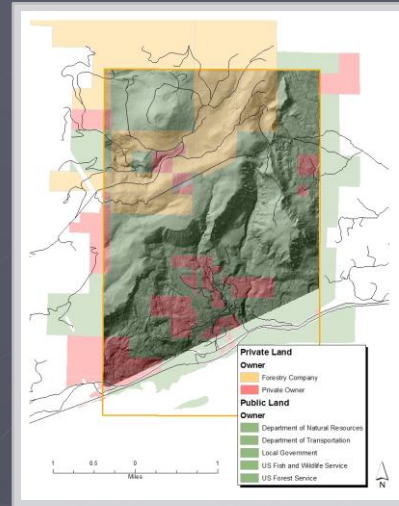 Private Land
Owner
Forestry Company
Private Owner
Public Land
Owner
Department of Natural Resources
Department of Transportation
Local Government
US Fish and Wildlife Service
US Forest Service
1 0.5 0 1
Miles
N